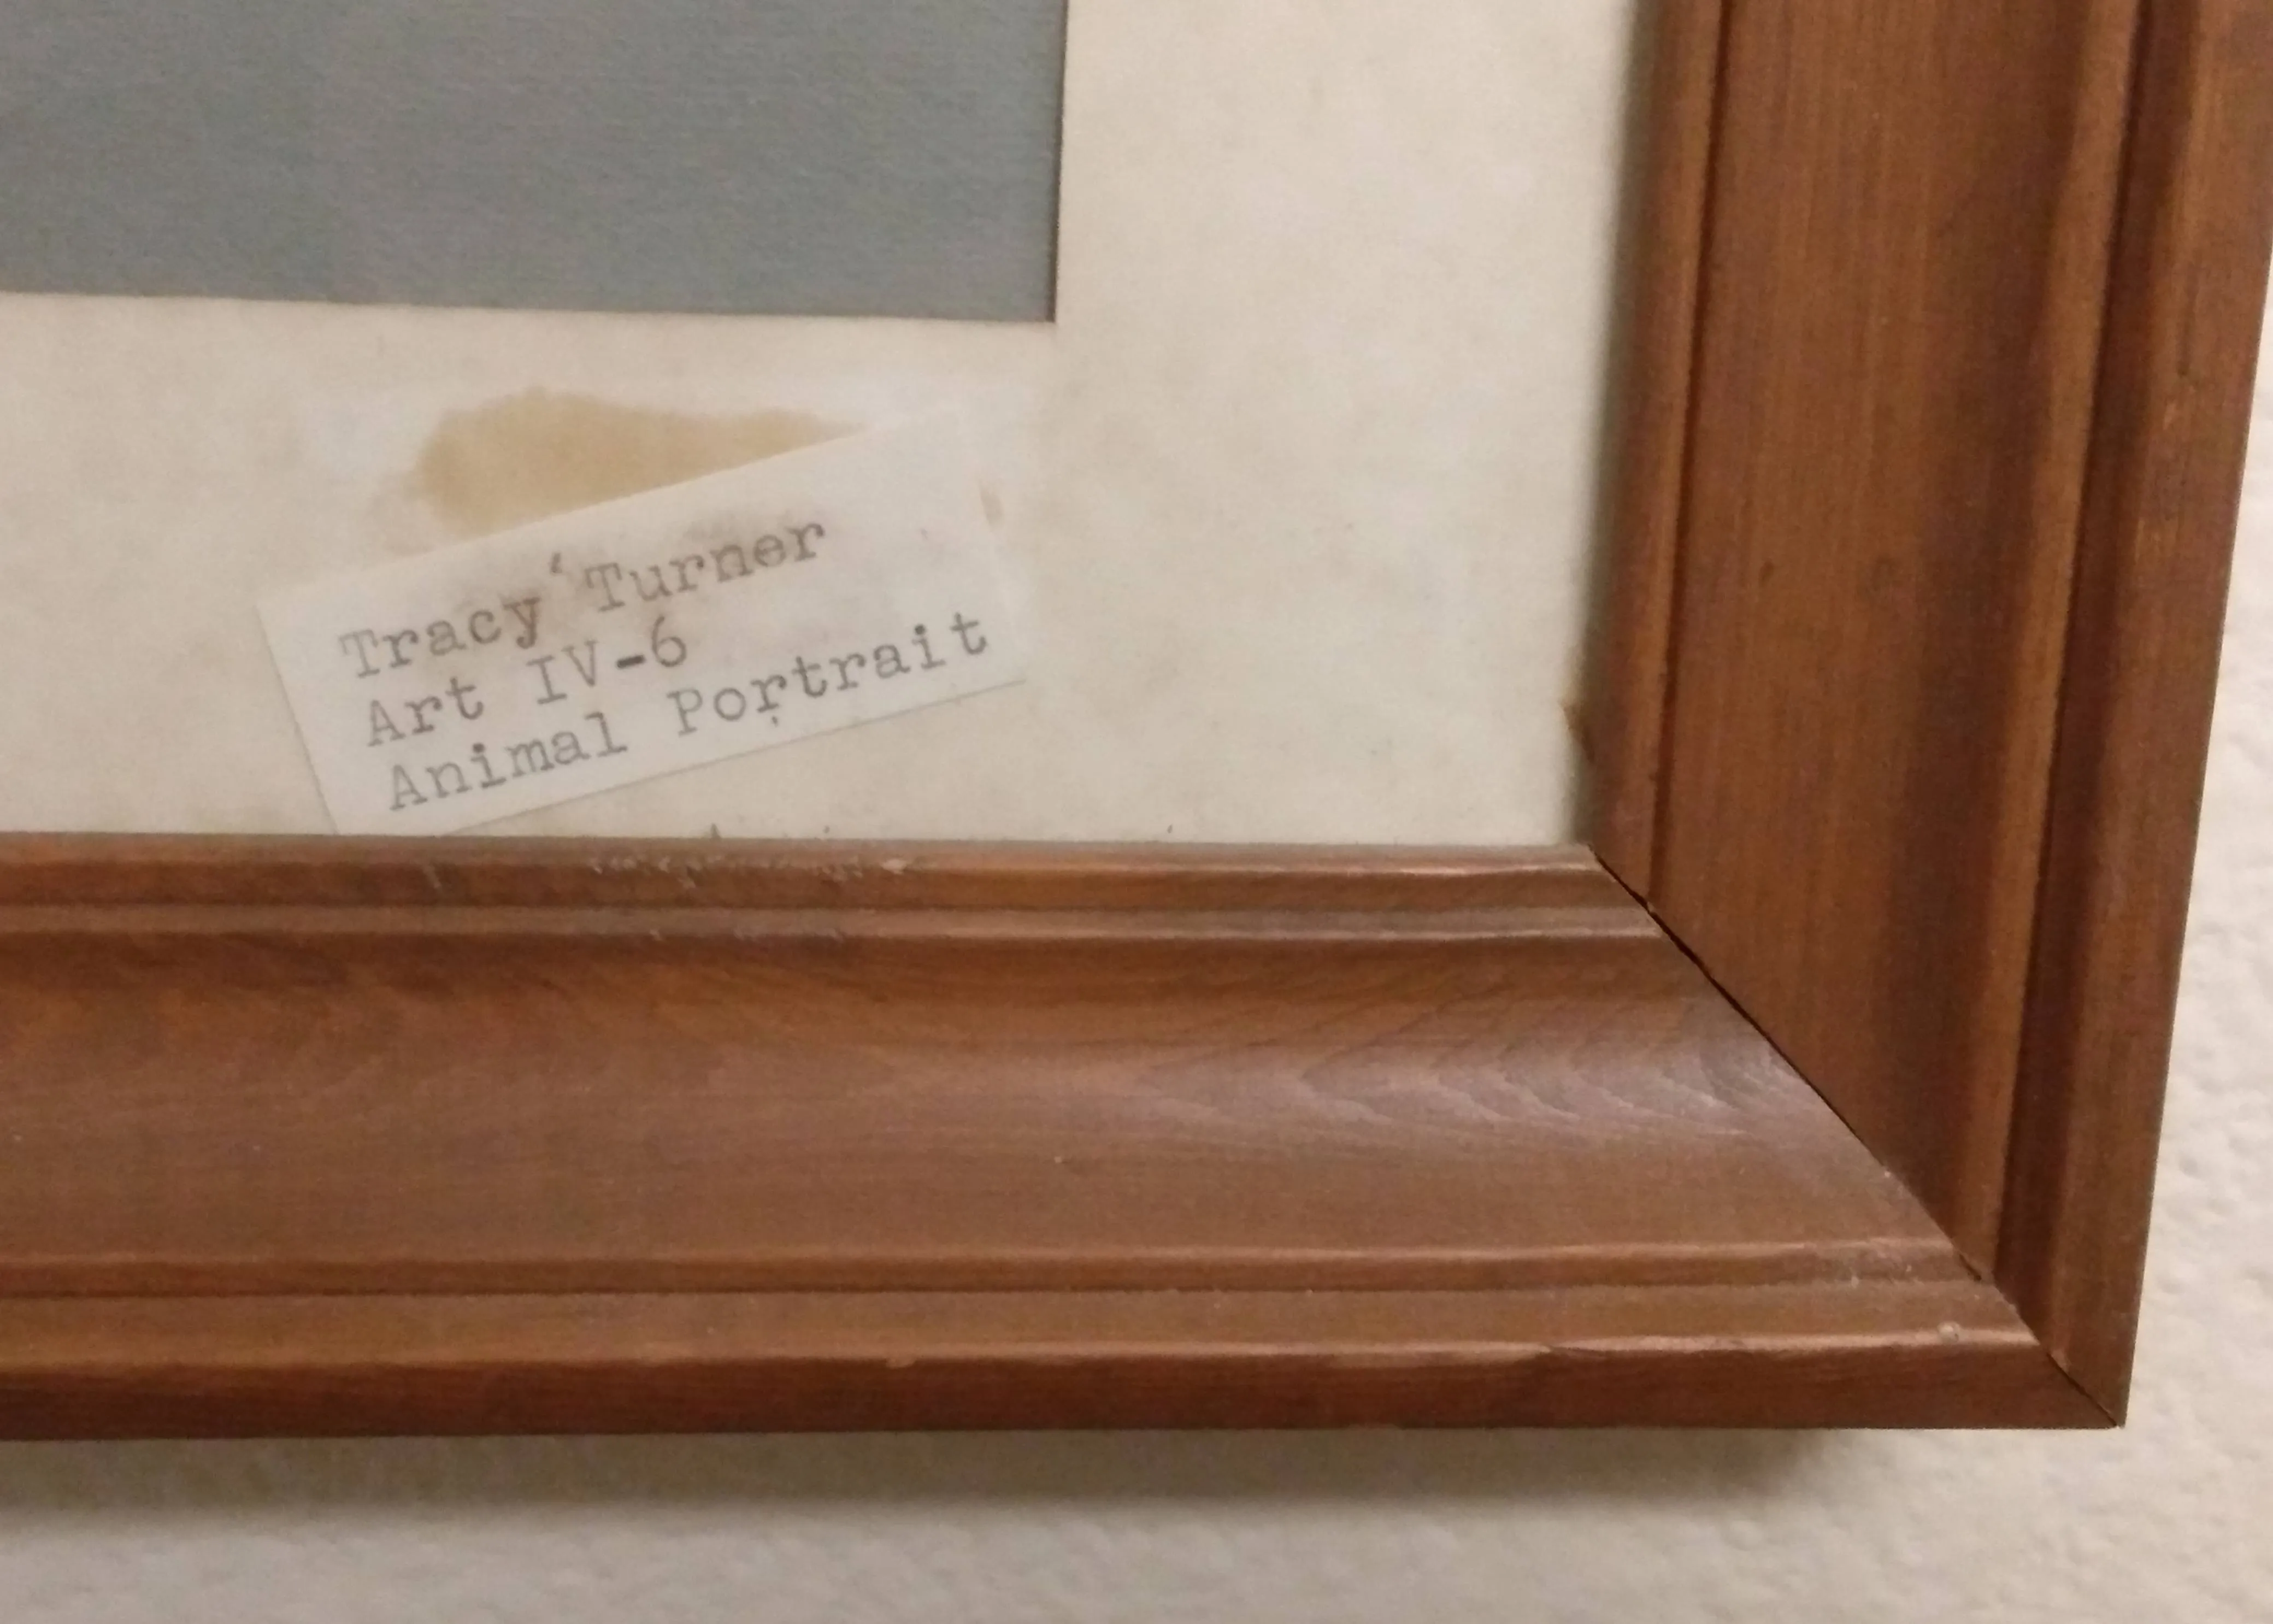 Tracy Turner
Art IV-6
Animal Portrait